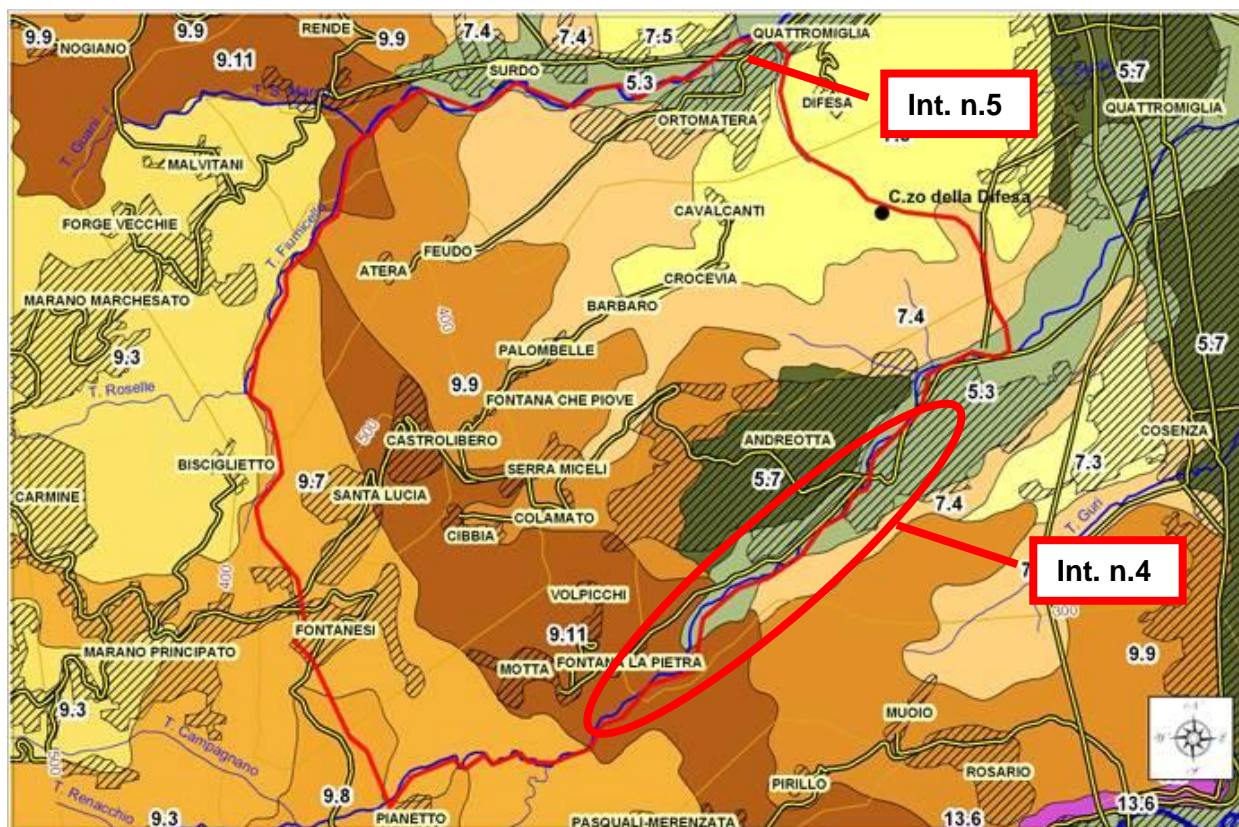 9.9
NOGIANO
9.9
9.11
RENDE
9.9
7.4
7.4
7.5
QUATTROMIGLIA
SURDO
5.3
5.7
QUATTROMIGLIA
DIFESA
Int. n.5
ORTOMATERA
T. Guani
MALVITANI
C.zo della Difesa
CAVALCANTI
FORGE VECCHIE
T. Fiumicello
FEUDO
ATERA
CROCEVIA
MARANO MARCHESATO
BARBARO
400
7.4
PALOMBELLE
9.3
5.7
T. Roselle
9.9
FONTANA CHE PIOVE
5.3
500
CASTROLIBERO
ANDREOTTA
COSENZA
BISCIGLIETTO
SERRA MICELI
7.3
9.7
5.7
CARMINE
SANTA LUCIA
7.4
COLAMATO
T. Guri
CIBBIA
400
Int. n.4
VOLPICCHI
300
FONTANESI
9.11
MARANO PRINCIPATO
MOTTA
FONTANA LA PIETRA
9.9
9.3
MUOIO
T. Campagnano
500
ROSARIO
PIRILLO
T. Renacchio
9.8
13.6
9.3
PIANETTO
PASQUALI-MERENZATA
13.6